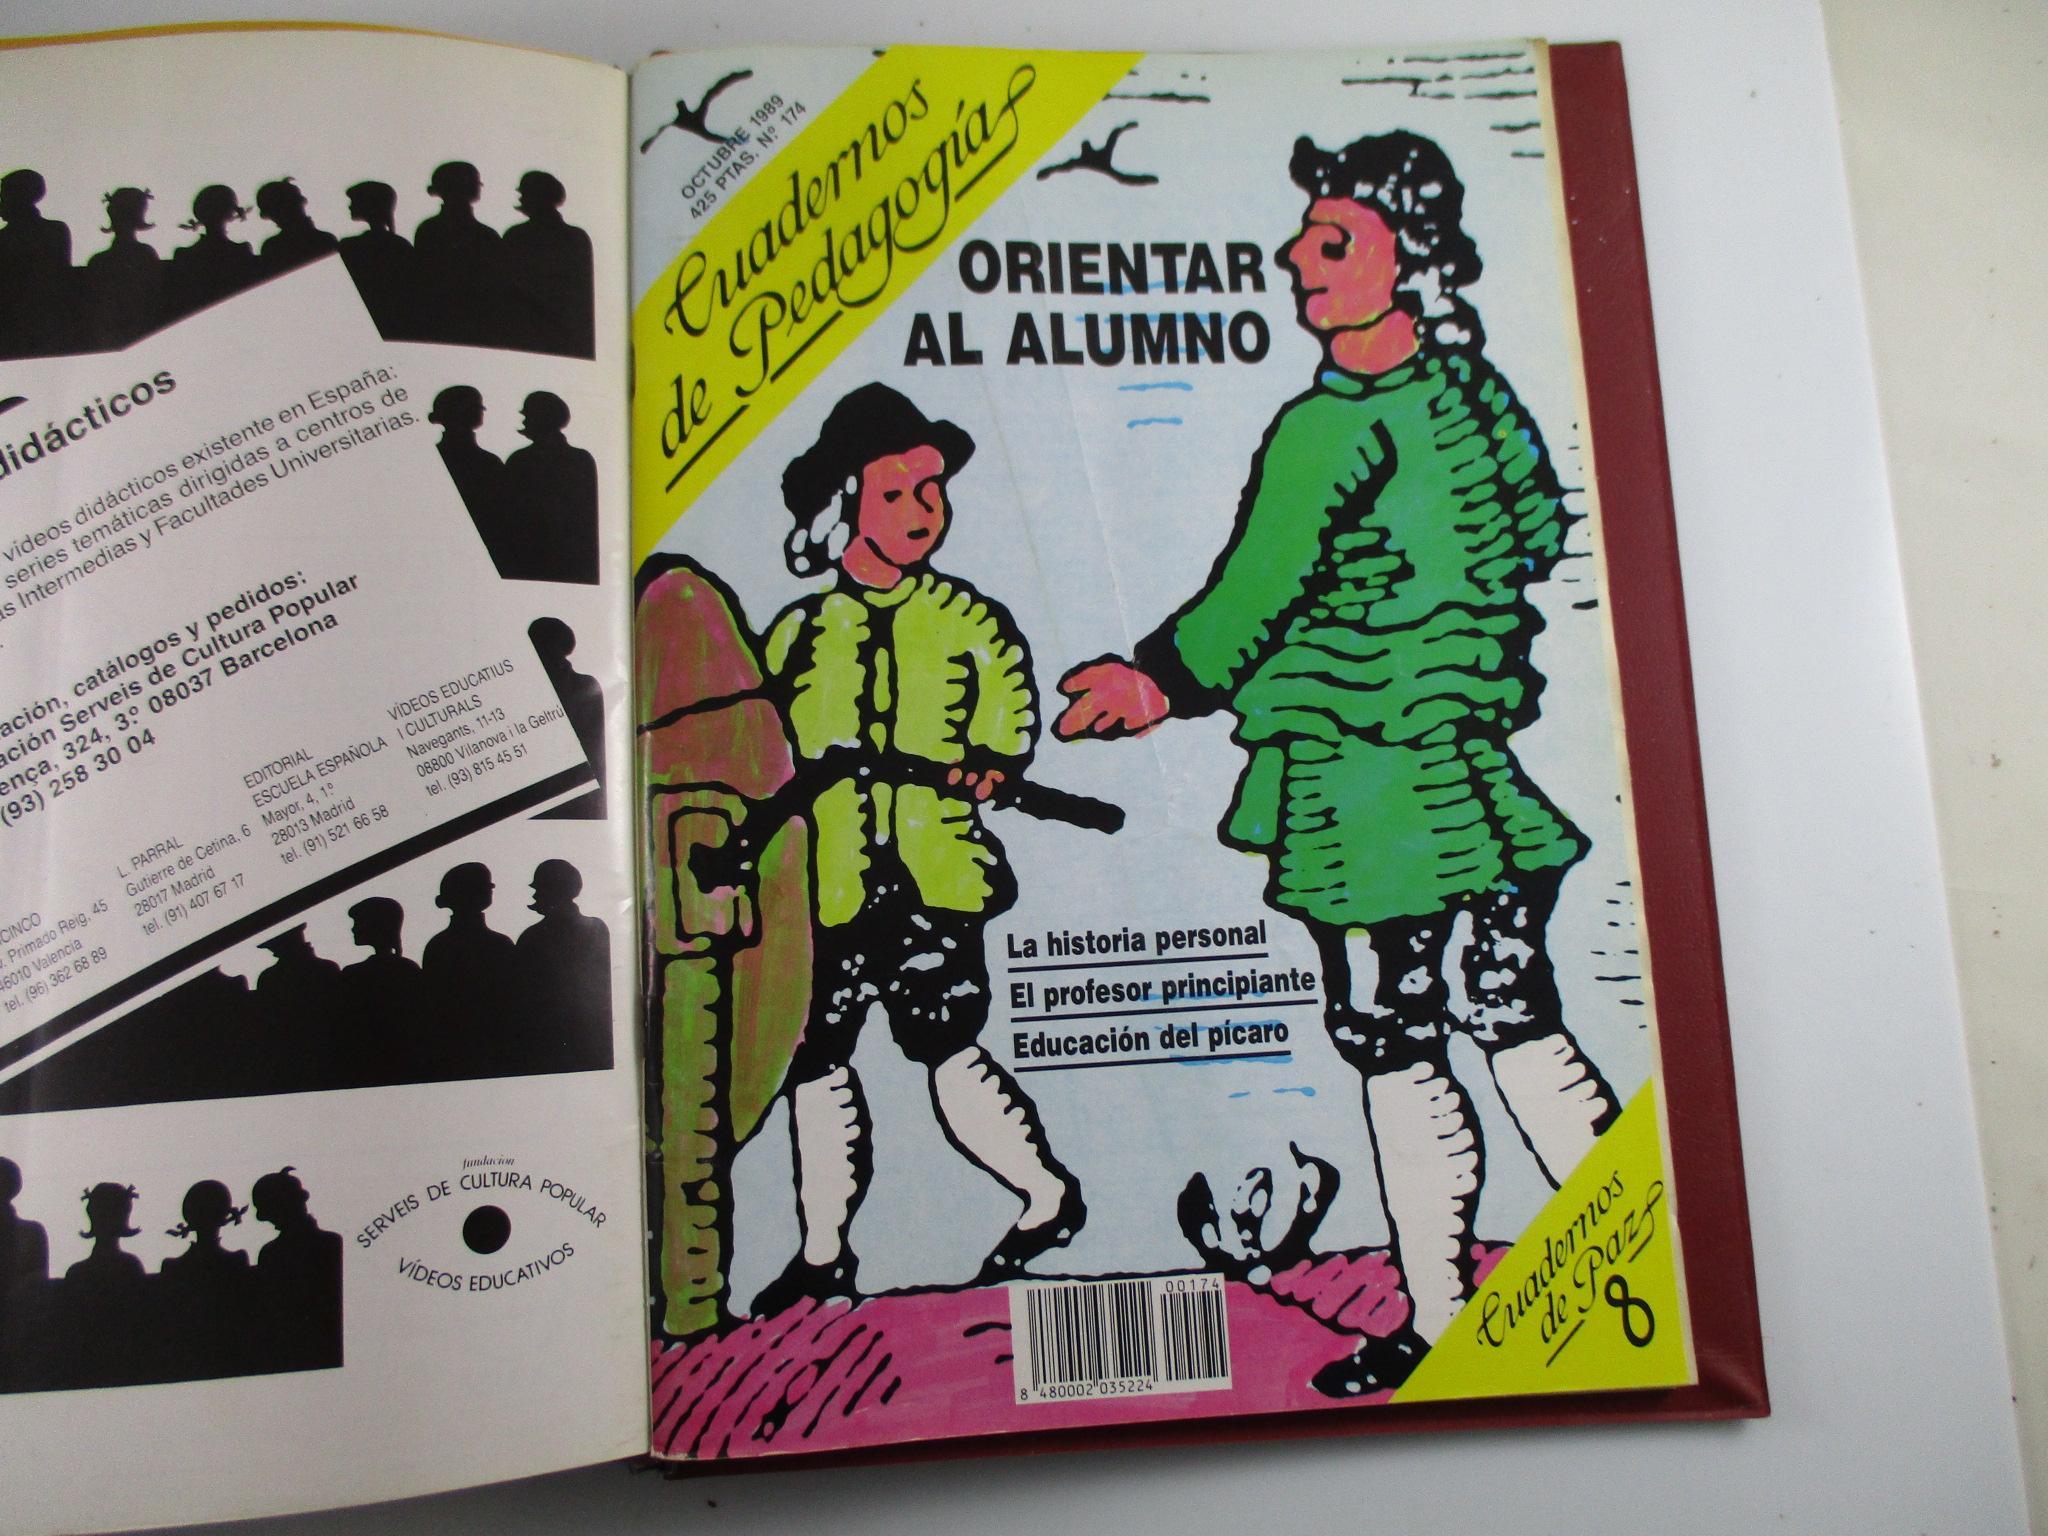 didácticos
vídeos didácticos existente en España:
series temáticas dirigidas a centros de
Intermedias y Facultades Universitarias.
catálogos y pedidos:
Serveis de Cultura Popular
324, 3.º 08037 Barcelona
(93) 258 30 04
Primado Reig, 45
46010 Valencia
tel. (96) 362 68 89
L. PARRAL
Gutierre de Cetina, 6
28017 Madrid
tel. (91) 407 67 17
EDITORIAL
ESCUELA ESPAÑOLA
Mayor, 4, 1.º
28013 Madrid
tel. (91) 521 66 58
VÍDEOS EDUCATIUS
I CULTURALS
Navegants, 11-13
08800 Vilanova i la Geltrú
tel. (93) 815 45 51
fundacion
SERVEIS DE CULTURA POPULAR
VÍDEOS EDUCATIVOS
OCTUBRE 1989
425 PTAS. Nº 174
Cuadernos
de Pedagogía
ORIENTAR
AL ALUMNO
La historia personal
El profesor principiante
Educación del pícaro
00174
8 480002 035224
Cuadernos
de Paz
8